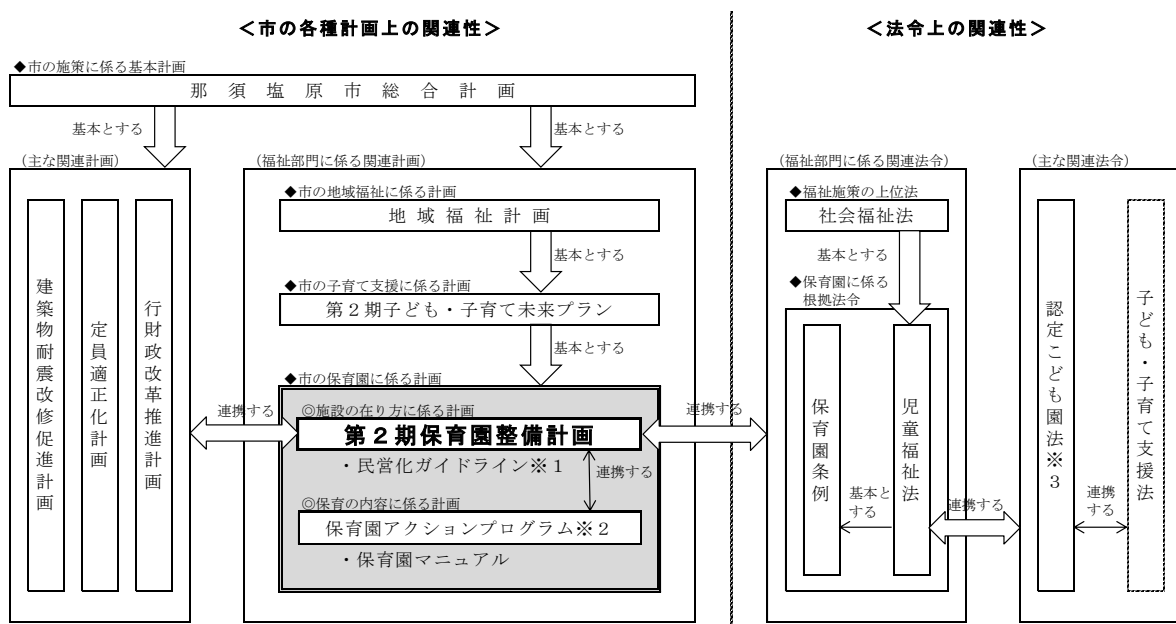 ＜市の各種計画上の関連性＞
◆市の施策に係る基本計画
那須塩原市総合計画
基本とする
基本とする
（主な関連計画）
建築物耐震改修促進計画
定員適正化計画
行財政改革推進計画
（福祉部門に係る関連計画）
◆市の地域福祉に係る計画
地域福祉計画
基本とする
◆市の子育て支援に係る計画
第２期子ども・子育て未来プラン
基本とする
◆市の保育園に係る計画
◎施設の在り方に係る計画
第２期保育園整備計画
・民営化ガイドライン※１
連携する
◎保育の内容に係る計画
保育園アクションプログラム※２
・保育園マニュアル
連携する
連携する
＜法令上の関連性＞
（福祉部門に係る関連法令）
◆福祉施策の上位法
社会福祉法
基本とする
◆保育園に係る
根拠法令
保育園条例
基本と
する
児童福祉法
連携する
（主な関連法令）
認定こども園法※３
連携
する
子ども・子育て支援法